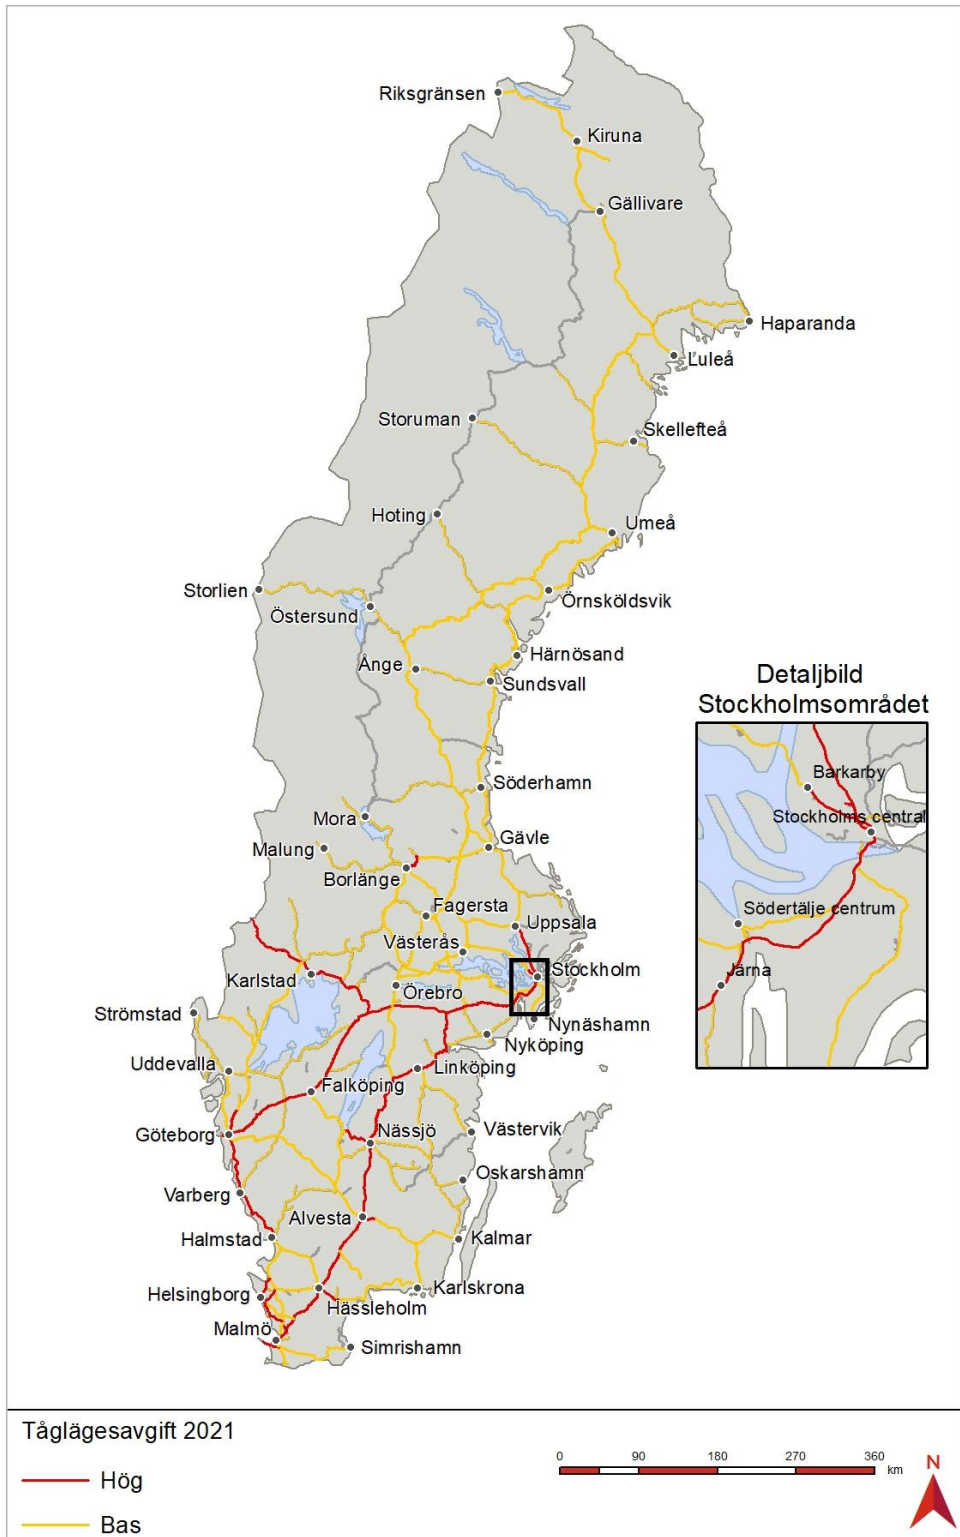 Riksgränsen
Kiruna
Gällivare
Haparanda
Luleå
Storuman
Skellefteå
Hoting
Umeå
Storlien
Örnsköldsvik
Östersund
Härnösand
Ånge
Sundsvall
Detaljbild
Stockholmsområdet
Barkarby
Stockholms central
Södertälje centrum
Järna
Söderhamn
Mora
Malung
Gävle
Borlänge
Fagersta
Uppsala
Västerås
Stockholm
Karlstad
Örebro
Strömstad
Nynäshamn
Nyköping
Uddevalla
Linköping
Falköping
Göteborg
Nässjö
Västervik
Oskarshamn
Varberg
Alvesta
Halmstad
Kalmar
Helsingborg
Karlskrona
Hässleholm
Malmö
Simrishamn
Tåglägesavgift 2021
Hög
Bas
0 90 180 270 360
km
N